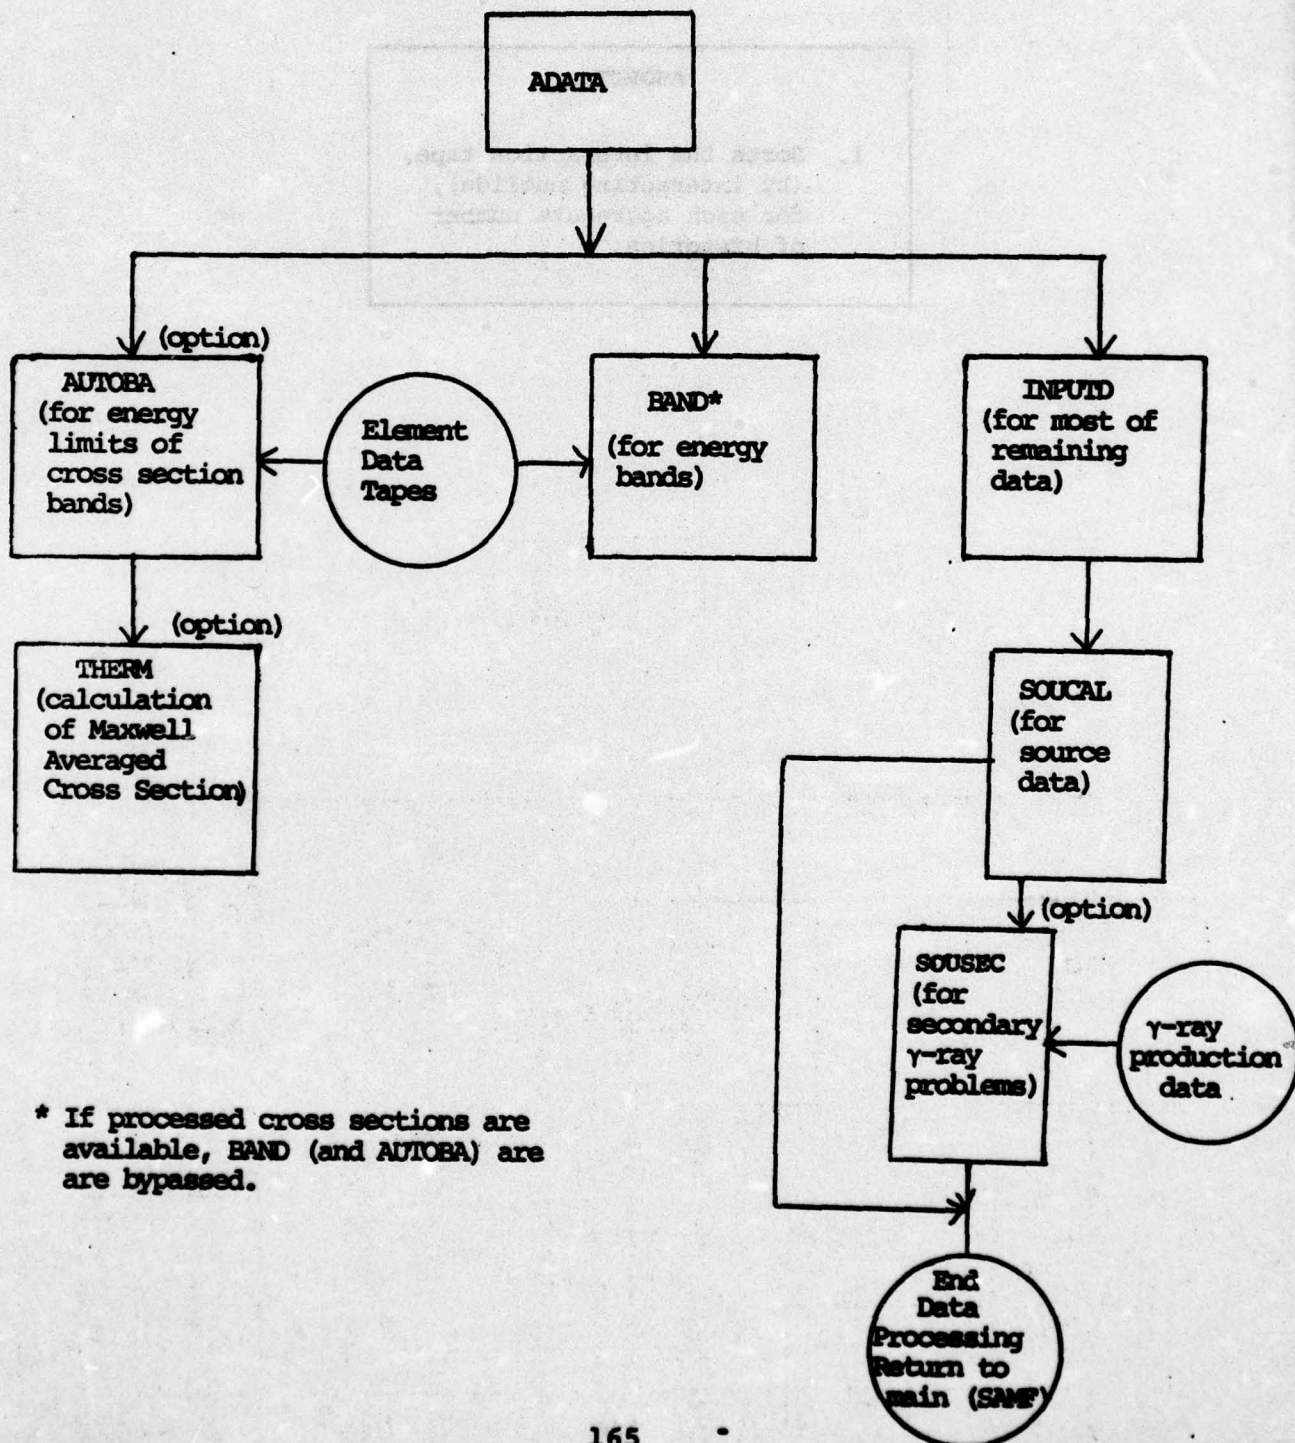 ADATA
(option)
AUTOBA
(for energy
limits of
cross section
bands)
Element
Data
Tapes
BAND*
(for energy
bands)
INPUTD
(for most of
remaining
data)
(option)
THERM
(calculation
of Maxwell
Averaged
Cross Section)
SOUCAL
(for
source
data)
(option)
SOUSEC
(for
secondary
γ-ray
problems)
γ-ray
production
data
* If processed cross sections are
available, BAND (and AUTOBA) are
are bypassed.
End
Data
Processing
Return to
main (SAMF)
165